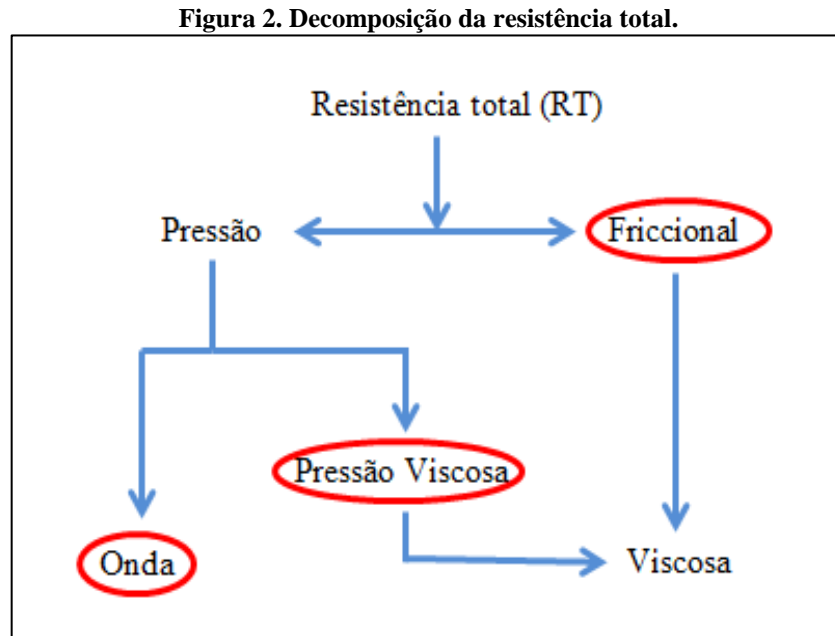 Figura 2. Decomposição da resistência total.
Resistência total (RT)
Pressão
Friccional
Pressão Viscosa
Onda
Viscosa